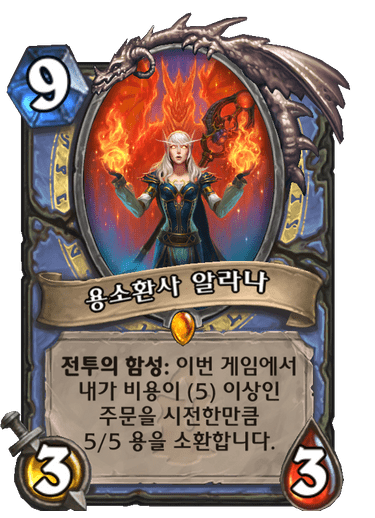 9
용소환사 알라나
전투의 함성: 이번 게임에서
내가 비용이 (5) 이상인
주문을 시전한만큼
5/5 용을 소환합니다.
3
3